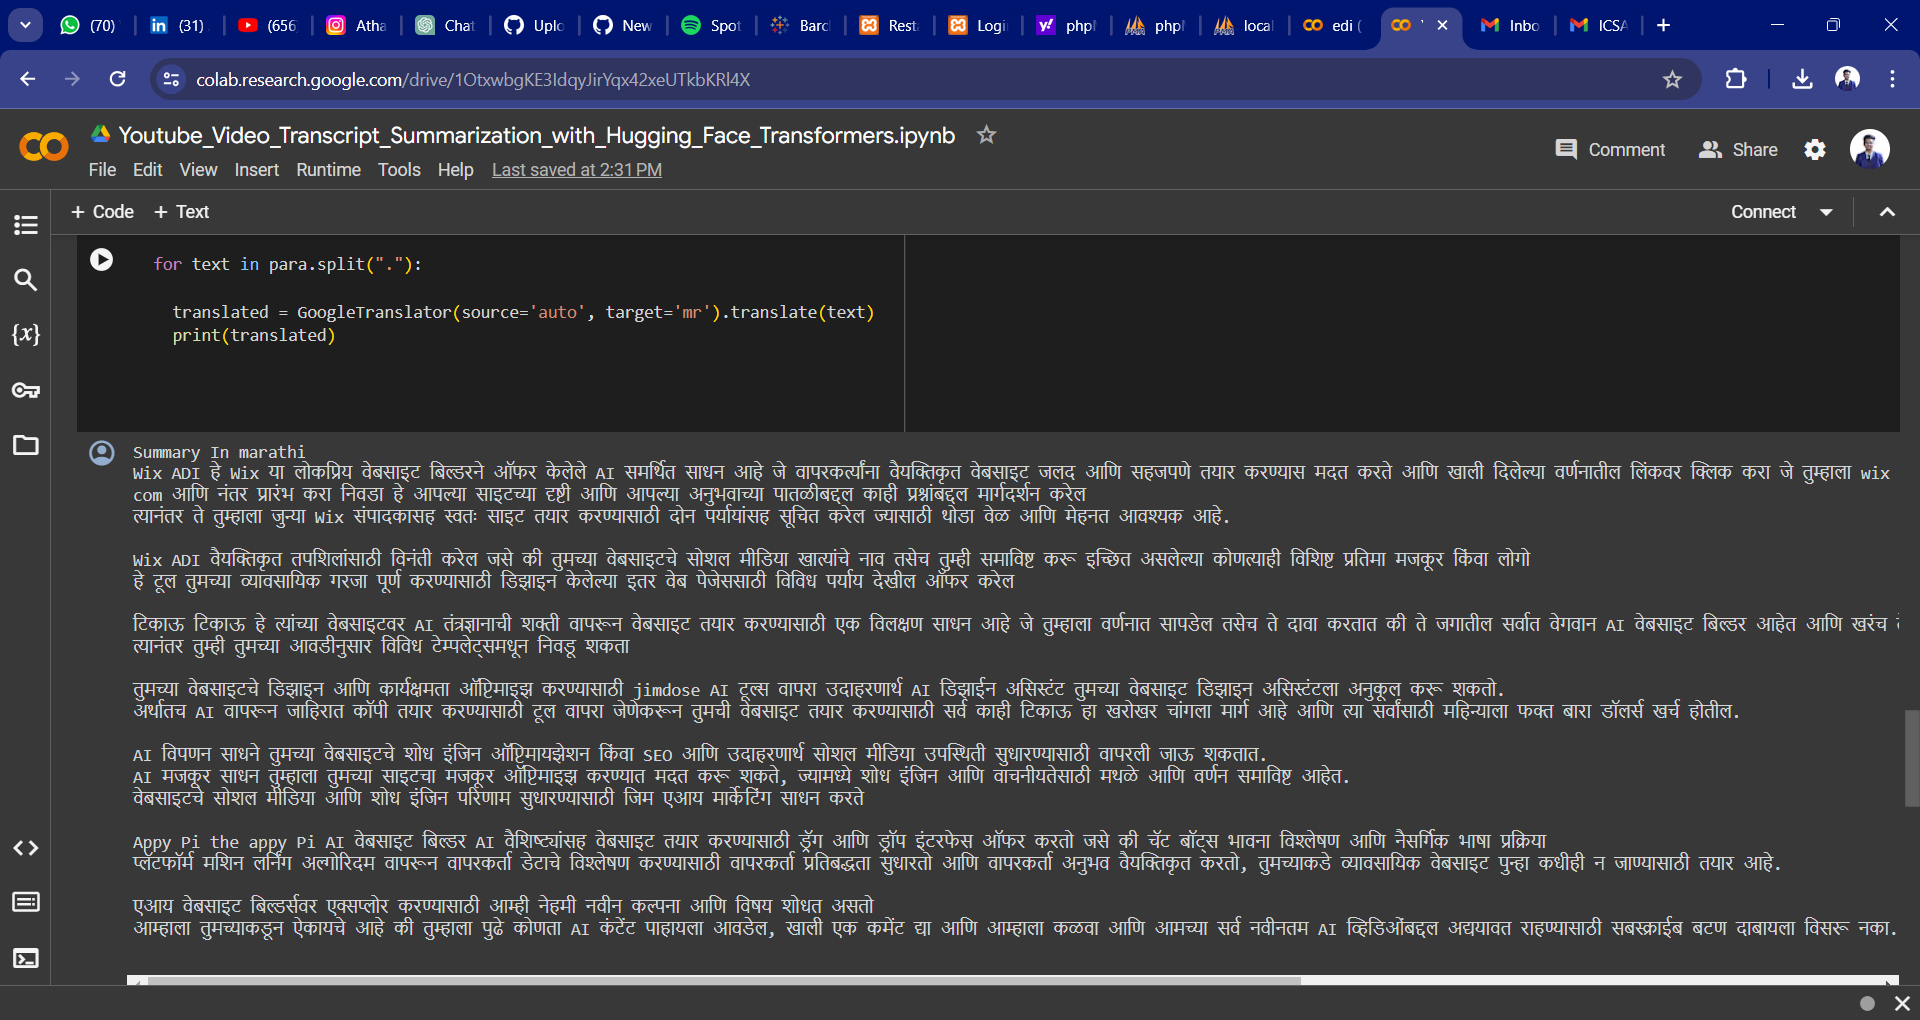 (70)
(31)
(656
Atha
Chat
Uplo
New
Spot
Barc
Rest
Logi
php
php
local
edi (
Inbo
ICSA
colab.research.google.com/drive/1OtxwbgKE3IdqyJirYqx42xeUTkbKRl4X
Youtube_Video_Transcript_Summarization_with_Hugging_Face_Transformers.ipynb
Comment
Share
File Edit View Insert Runtime Tools Help Last saved at 2:31 PM
+ Code + Text
Connect
for text in para.split("."):
translated = GoogleTranslator(source='auto', target='mr').translate(text)
print(translated)
Summary In marathi
Wix ADI हे Wix या लोकप्रिय वेबसाइट बिल्डरने ऑफर केलेले AI समर्थित साधन आहे जे वापरकर्त्यांना वैयक्तिकृत वेबसाइट जलद आणि सहजपणे तयार करण्यास मदत करते आणि खाली दिलेल्या वर्णनातील लिंकवर क्लिक करा जे तुम्हाला wix
com आणि नंतर प्रारंभ करा निवडा हे आपल्या साइटच्या दृष्टी आणि आपल्या अनुभवाच्या पातळीबद्दल काही प्रश्नांबद्दल मार्गदर्शन करेल
त्यानंतर ते तुम्हाला जुन्या Wix संपादकासह स्वतः साइट तयार करण्यासाठी दोन पर्यायांसह सूचित करेल ज्यासाठी थोडा वेळ आणि मेहनत आवश्यक आहे.
Wix ADI वैयक्तिकृत तपशिलांसाठी विनंती करेल जसे की तुमच्या वेबसाइटचे सोशल मीडिया खात्यांचे नाव तसेच तुम्ही समाविष्ट करू इच्छित असलेल्या कोणत्याही विशिष्ट प्रतिमा मजकूर किंवा लोगो
हे टूल तुमच्या व्यावसायिक गरजा पूर्ण करण्यासाठी डिझाइन केलेल्या इतर वेब पेजेससाठी विविध पर्याय देखील ऑफर करेल
टिकाऊ टिकाऊ हे त्यांच्या वेबसाइटवर AI तंत्रज्ञानाची शक्ती वापरून वेबसाइट तयार करण्यासाठी एक विलक्षण साधन आहे जे तुम्हाला वर्णनात सापडेल तसेच ते दावा करतात की ते जगातील सर्वात वेगवान AI वेबसाइट बिल्डर आहेत आणि खरंच
त्यानंतर तुम्ही तुमच्या आवडीनुसार विविध टेम्पलेट्समधून निवडू शकता
तुमच्या वेबसाइटचे डिझाइन आणि कार्यक्षमता ऑप्टिमाइझ करण्यासाठी jimdose AI टूल्स वापरा उदाहरणार्थ AI डिझाईन असिस्टंट तुमच्या वेबसाइट डिझाइन असिस्टंटला अनुकूल करू शकतो.
अर्थातच AI वापरून जाहिरात कॉपी तयार करण्यासाठी टूल वापरा जेणेकरून तुमची वेबसाइट तयार करण्यासाठी सर्व काही टिकाऊ हा खरोखर चांगला मार्ग आहे आणि त्या सर्वांसाठी महिन्याला फक्त बारा डॉलर्स खर्च होतील.
AI विपणन साधने तुमच्या वेबसाइटचे शोध इंजिन ऑप्टिमायझेशन किंवा SEO आणि उदाहरणार्थ सोशल मीडिया उपस्थिती सुधारण्यासाठी वापरली जाऊ शकतात.
AI मजकूर साधन तुम्हाला तुमच्या साइटचा मजकूर ऑप्टिमाइझ करण्यात मदत करू शकते, ज्यामध्ये शोध इंजिन आणि वाचनीयतेसाठी मथळे आणि वर्णन समाविष्ट आहेत.
वेबसाइटचे सोशल मीडिया आणि शोध इंजिन परिणाम सुधारण्यासाठी जिम एआय मार्केटिंग साधन करते
Appy Pi the appy Pi AI वेबसाइट बिल्डर AI वैशिष्ट्यांसह वेबसाइट तयार करण्यासाठी ड्रॅग आणि ड्रॉप इंटरफेस ऑफर करतो जसे की चॅट बॉट्स भावना विश्लेषण आणि नैसर्गिक भाषा प्रक्रिया
प्लॅटफॉर्म मशिन लर्निंग अल्गोरिदम वापरून वापरकर्ता डेटाचे विश्लेषण करण्यासाठी वापरकर्ता प्रतिबद्धता सुधारतो आणि वापरकर्ता अनुभव वैयक्तिकृत करतो, तुमच्याकडे व्यावसायिक वेबसाइट पुन्हा कधीही न जाण्यासाठी तयार आहे.
एआय वेबसाइट बिल्डर्सवर एक्सप्लोर करण्यासाठी आम्ही नेहमी नवीन कल्पना आणि विषय शोधत असतो
आम्हाला तुमच्याकडून ऐकायचे आहे की तुम्हाला पुढे कोणता AI कंटेंट पाहायला आवडेल, खाली एक कमेंट द्या आणि आम्हाला कळवा आणि आमच्या सर्व नवीनतम AI व्हिडिओंबद्दल अद्ययावत राहण्यासाठी सबस्क्राईब बटण दाबायला विसरू नका.